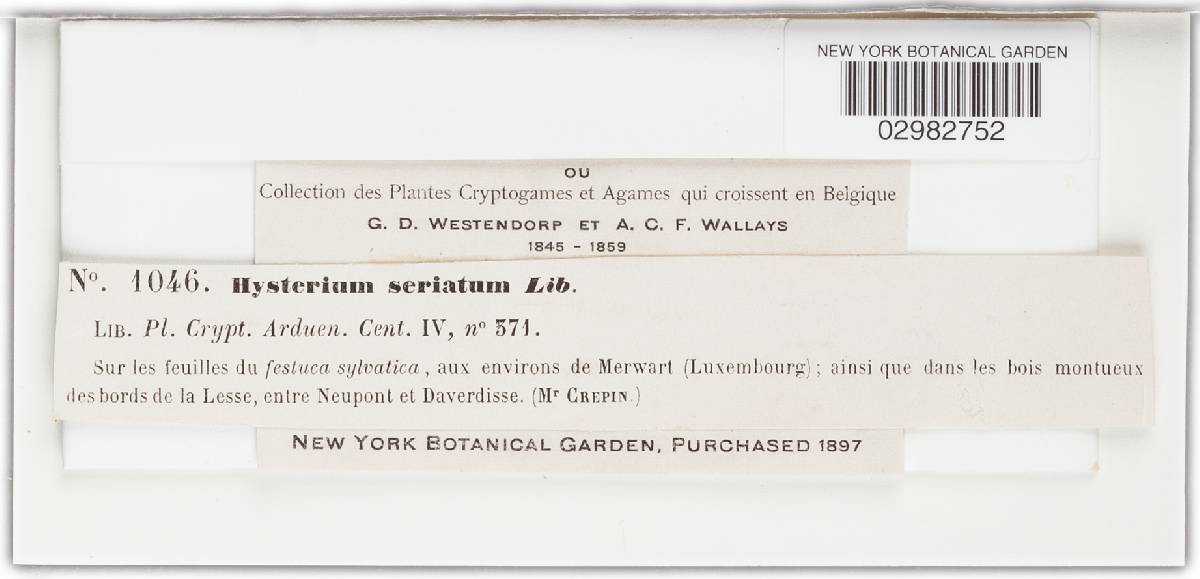 NEW YORK BOTANICAL GARDEN
02982752
OU
Collection des Plantes Cryptogames et Agames qui croissent en Belgique
G. D. WESTENDORP ET A. C. F. WALLAYS
1845 - 1859
Nº. 1046. Hysterium seriatum Lib.
LIB. Pl. Crypt. Arduen. Cent. IV, nº 371.
Sur les feuilles du festuca sylvatica, aux environs de Merwart (Luxembourg); ainsi que dans les bois montueux
des bords de la Lesse, entre Neupont et Daverdisse. (Mr CREPIN.)
NEW YORK BOTANICAL GARDEN, PURCHASED 1897